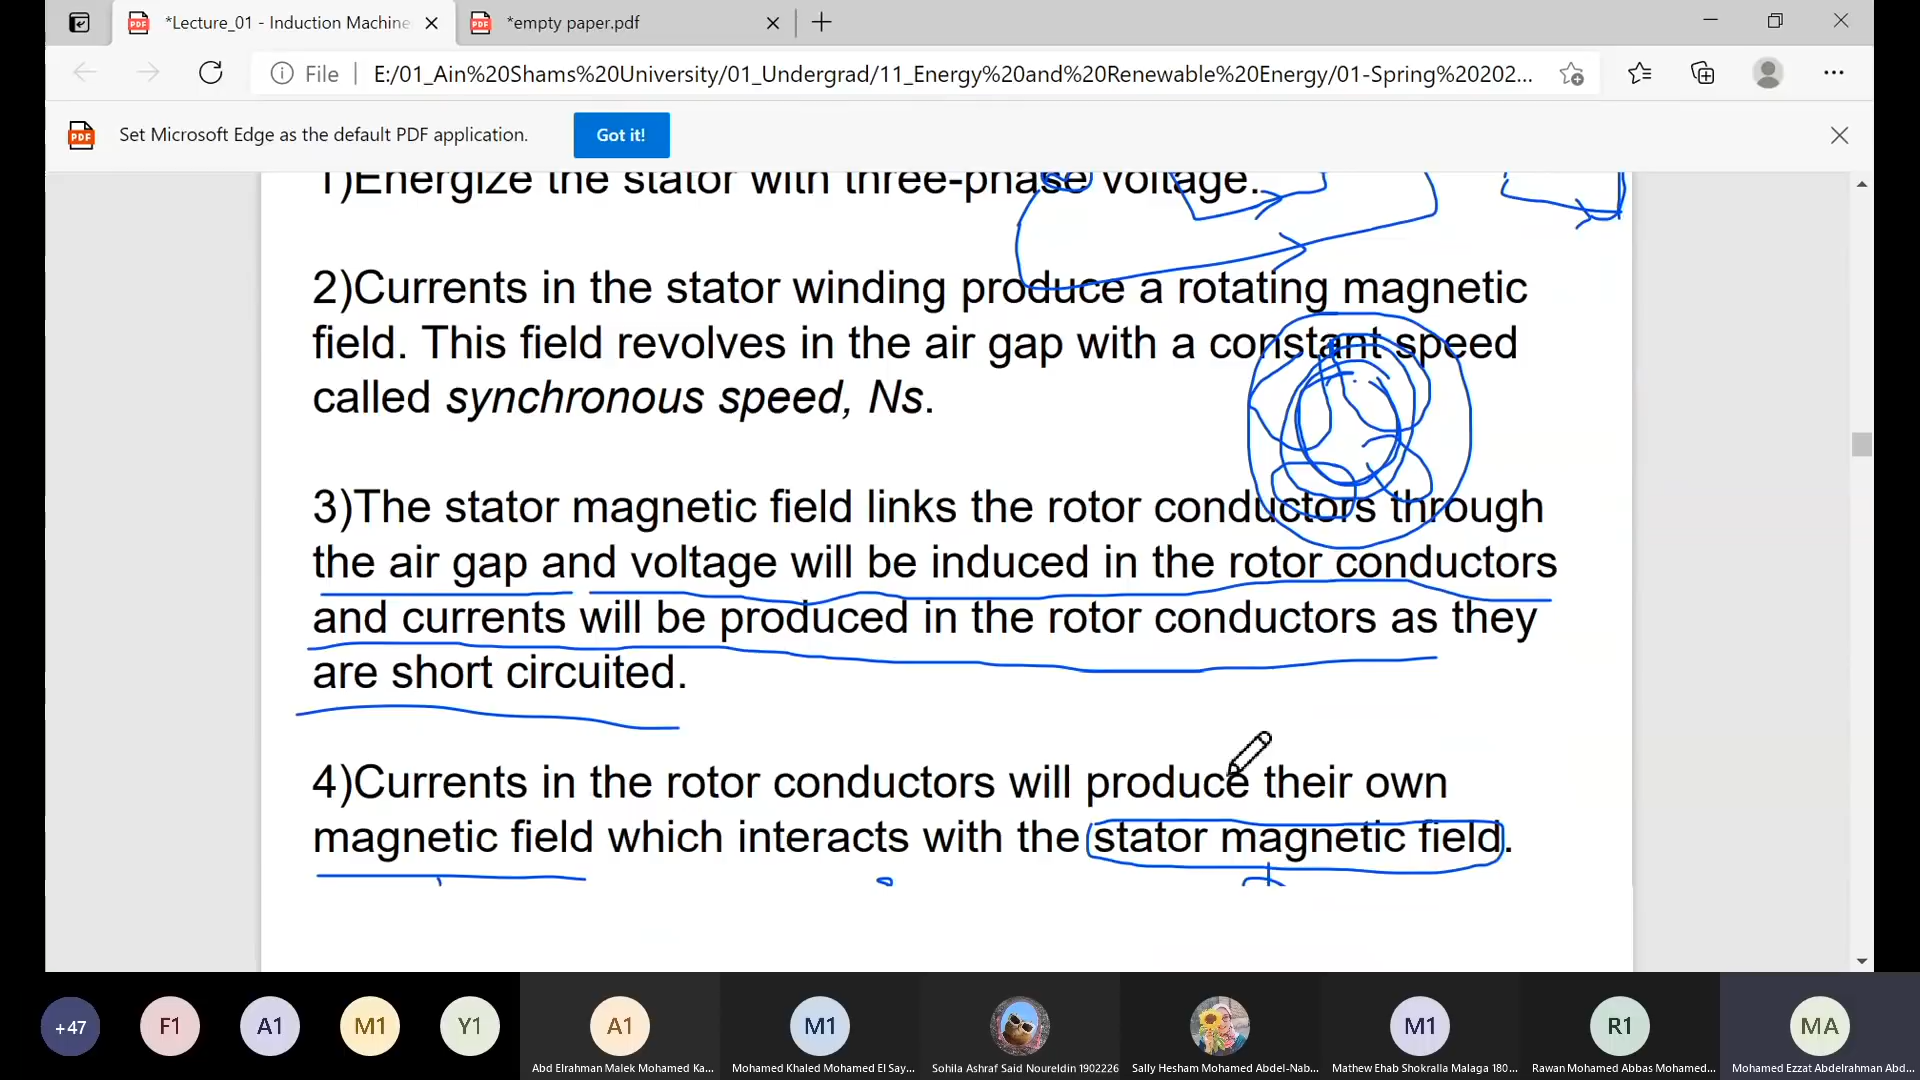 *Lecture_01 - Induction Machine
*empty paper.pdf
File
E:/01_Ain%20Shams%20University/01_Undergrad/11_Energy%20and%20Renewable%20Energy/01-Spring%20202...
PDF
Set Microsoft Edge as the default PDF application.
Got it!
1)Energize the stator with three-phase voltage.
2)Currents in the stator winding produce a rotating magnetic
field. This field revolves in the air gap with a constant speed
called synchronous speed, Ns.
3)The stator magnetic field links the rotor conductors through
the air gap and voltage will be induced in the rotor conductors
and currents will be produced in the rotor conductors as they
are short circuited.
4)Currents in the rotor conductors will produce their own
magnetic field which interacts with the stator magnetic field.
+47
F1
A1
M1
Y1
A1
M1
M1
R1
MA
Abd Elrahman Malek Mohamed Ka...
Mohamed Khaled Mohamed El Say...
Sohila Ashraf Said Noureldin 1902226
Sally Hesham Mohamed Abdel-Nab...
Mathew Ehab Shokralla Malaga 180...
Rawan Mohamed Abbas Mohamed...
Mohamed Ezzat Abdelrahman Abd...